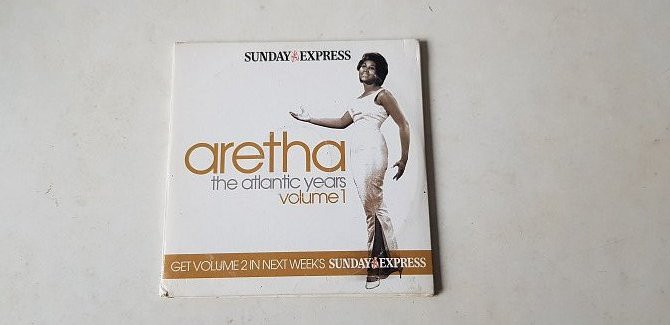 SUNDAY EXPRESS
aretha
the atlantic years
volume 1
GET VOLUME 2 IN NEXT WEEK'S SUNDAY EXPRESS